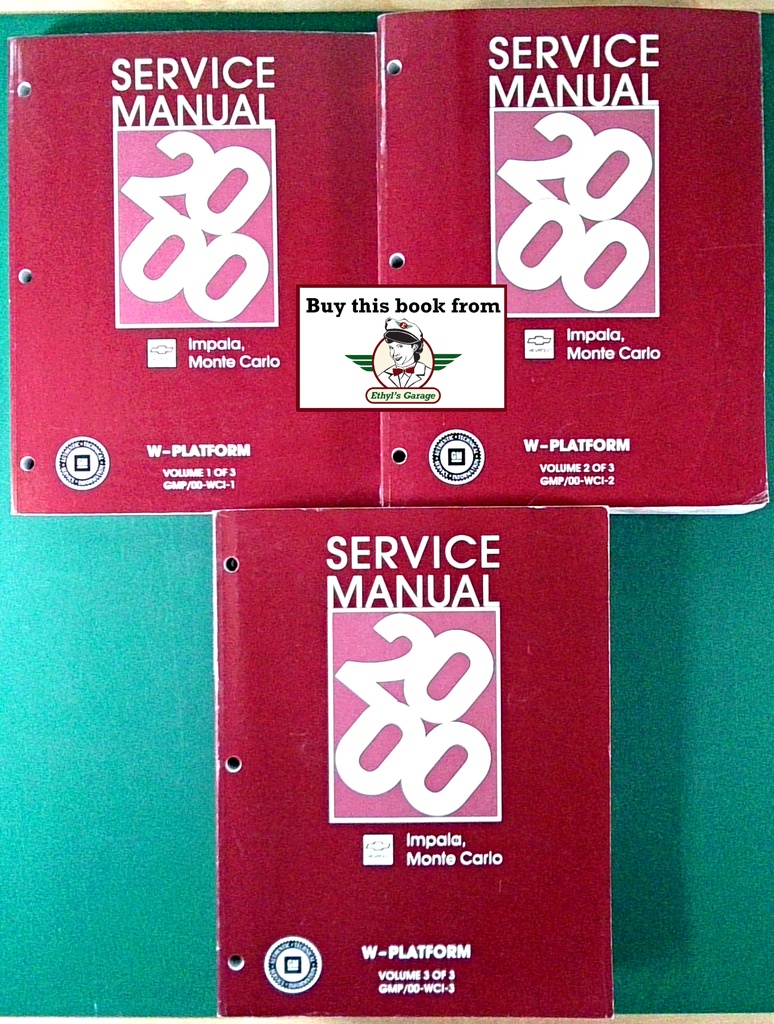 SERVICE
MANUAL
2000
Impala,
Monte Carlo
W-PLATFORM
VOLUME 1 OF 3
GMP/00-WCI-1
SERVICE
MANUAL
2000
Impala,
Monte Carlo
W-PLATFORM
VOLUME 2 OF 3
GMP/00-WCI-2
Buy this book from
Ethyl's Garage
SERVICE
MANUAL
2000
Impala,
Monte Carlo
GM
W-PLATFORM
VOLUME 3 OF 3
GMP/00-WCI-3